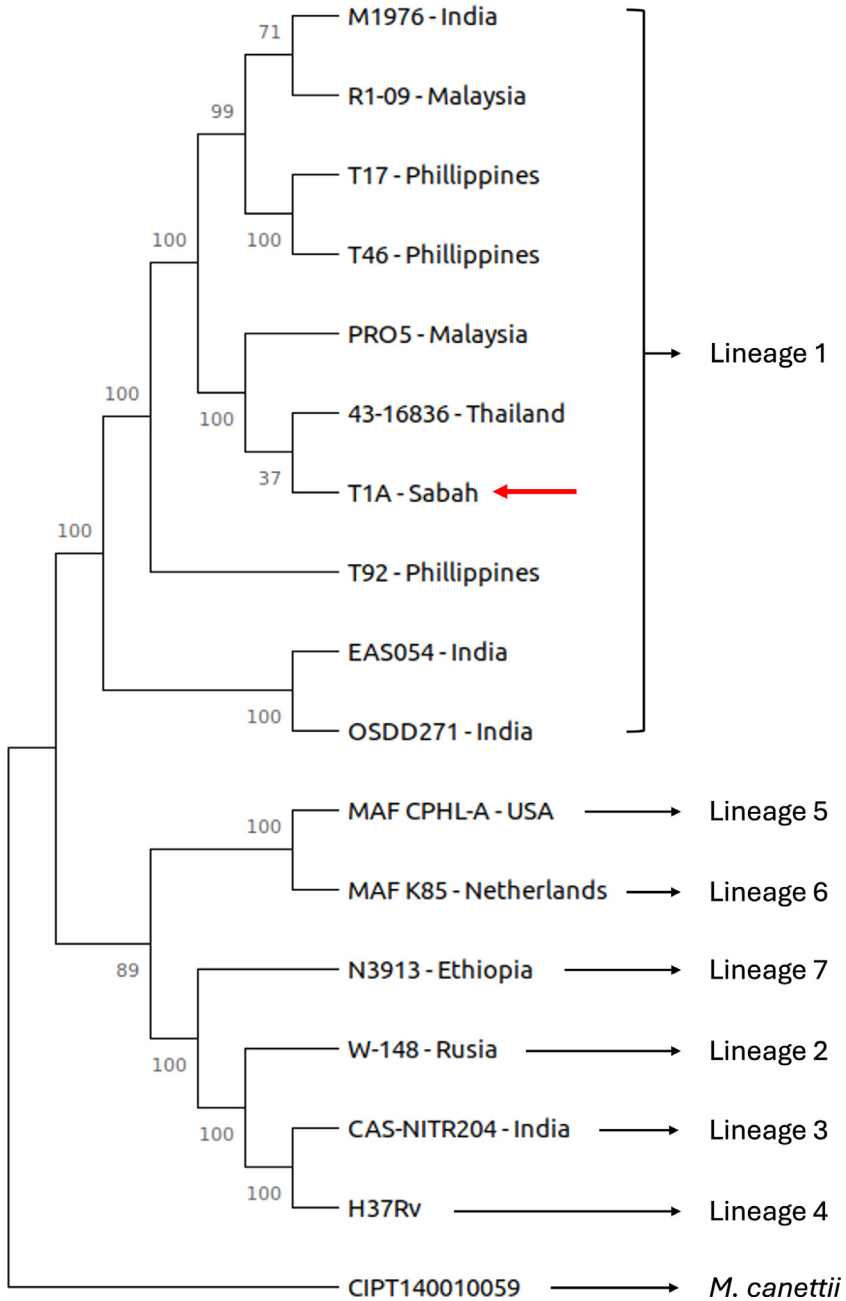 M1976 - India
71
R1-09 - Malaysia
99
T17 - Phillippines
100
100
T46 - Phillippines
PRO5 - Malaysia
Lineage 1
100
43-16836 - Thailand
100
37
T1A - Sabah
100
T92 - Phillippines
EAS054 - India
100
OSDD271 - India
MAF CPHL-A - USA
Lineage 5
100
MAF K85 - Netherlands
Lineage 6
89
N3913 - Ethiopia
Lineage 7
W-148 - Rusia
Lineage 2
100
CAS-NITR204 - India
Lineage 3
100
100
H37Rv
Lineage 4
CIPT140010059
M. canettii